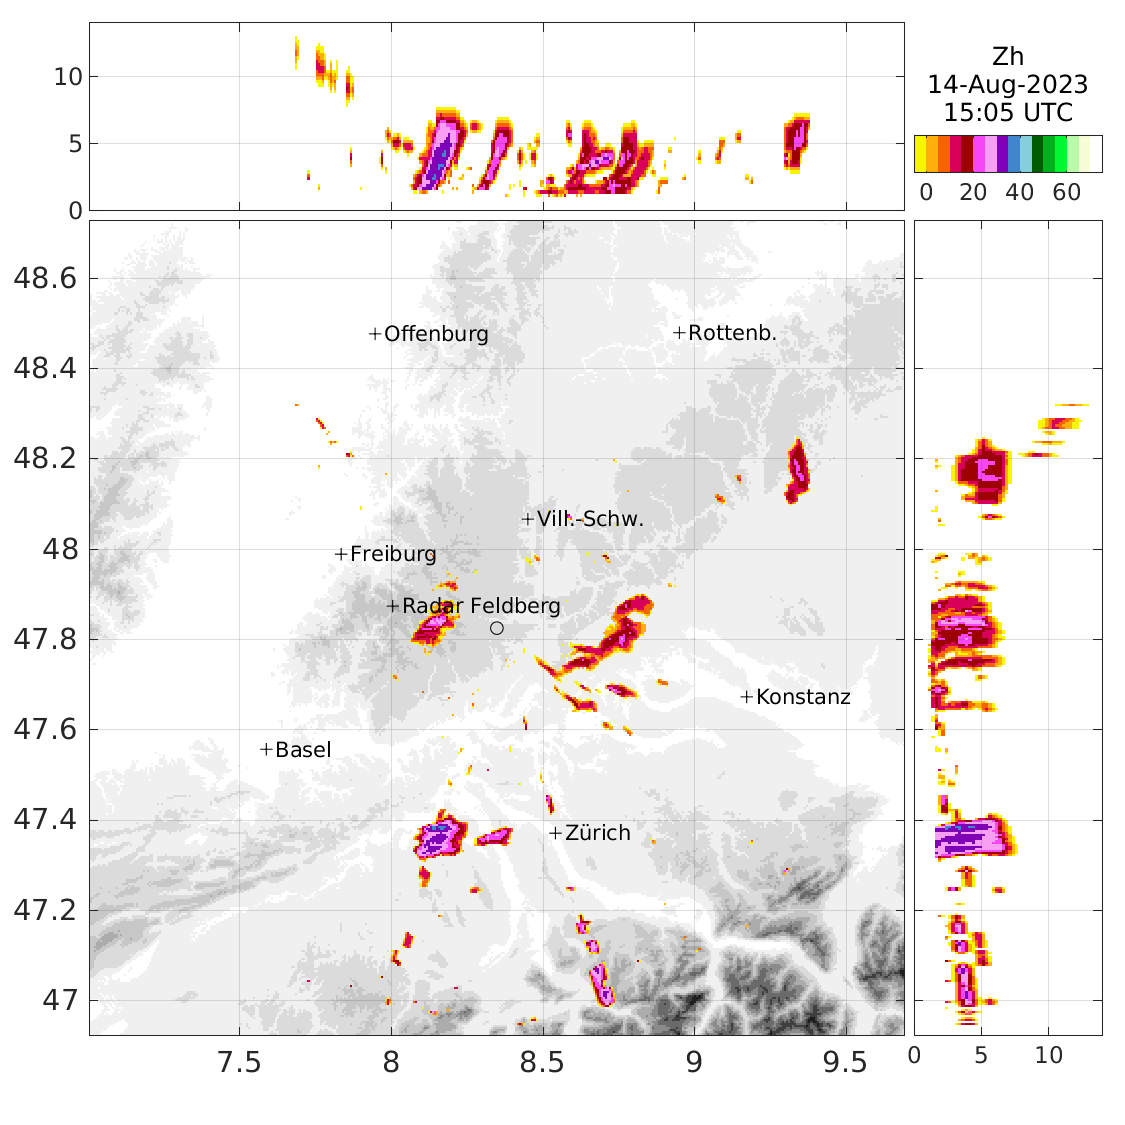 10
5
0
Zh
14-Aug-2023
15:05 UTC
0 20 40 60
48.6
48.4
48.2
48
47.8
47.6
47.4
47.2
47
+Offenburg
+Rottenb.
+Vill.-Schw.
+Freiburg
+Radar Feldberg
+Konstanz
+Basel
+Zürich
7.5 8 8.5 9 9.5
0 5 10